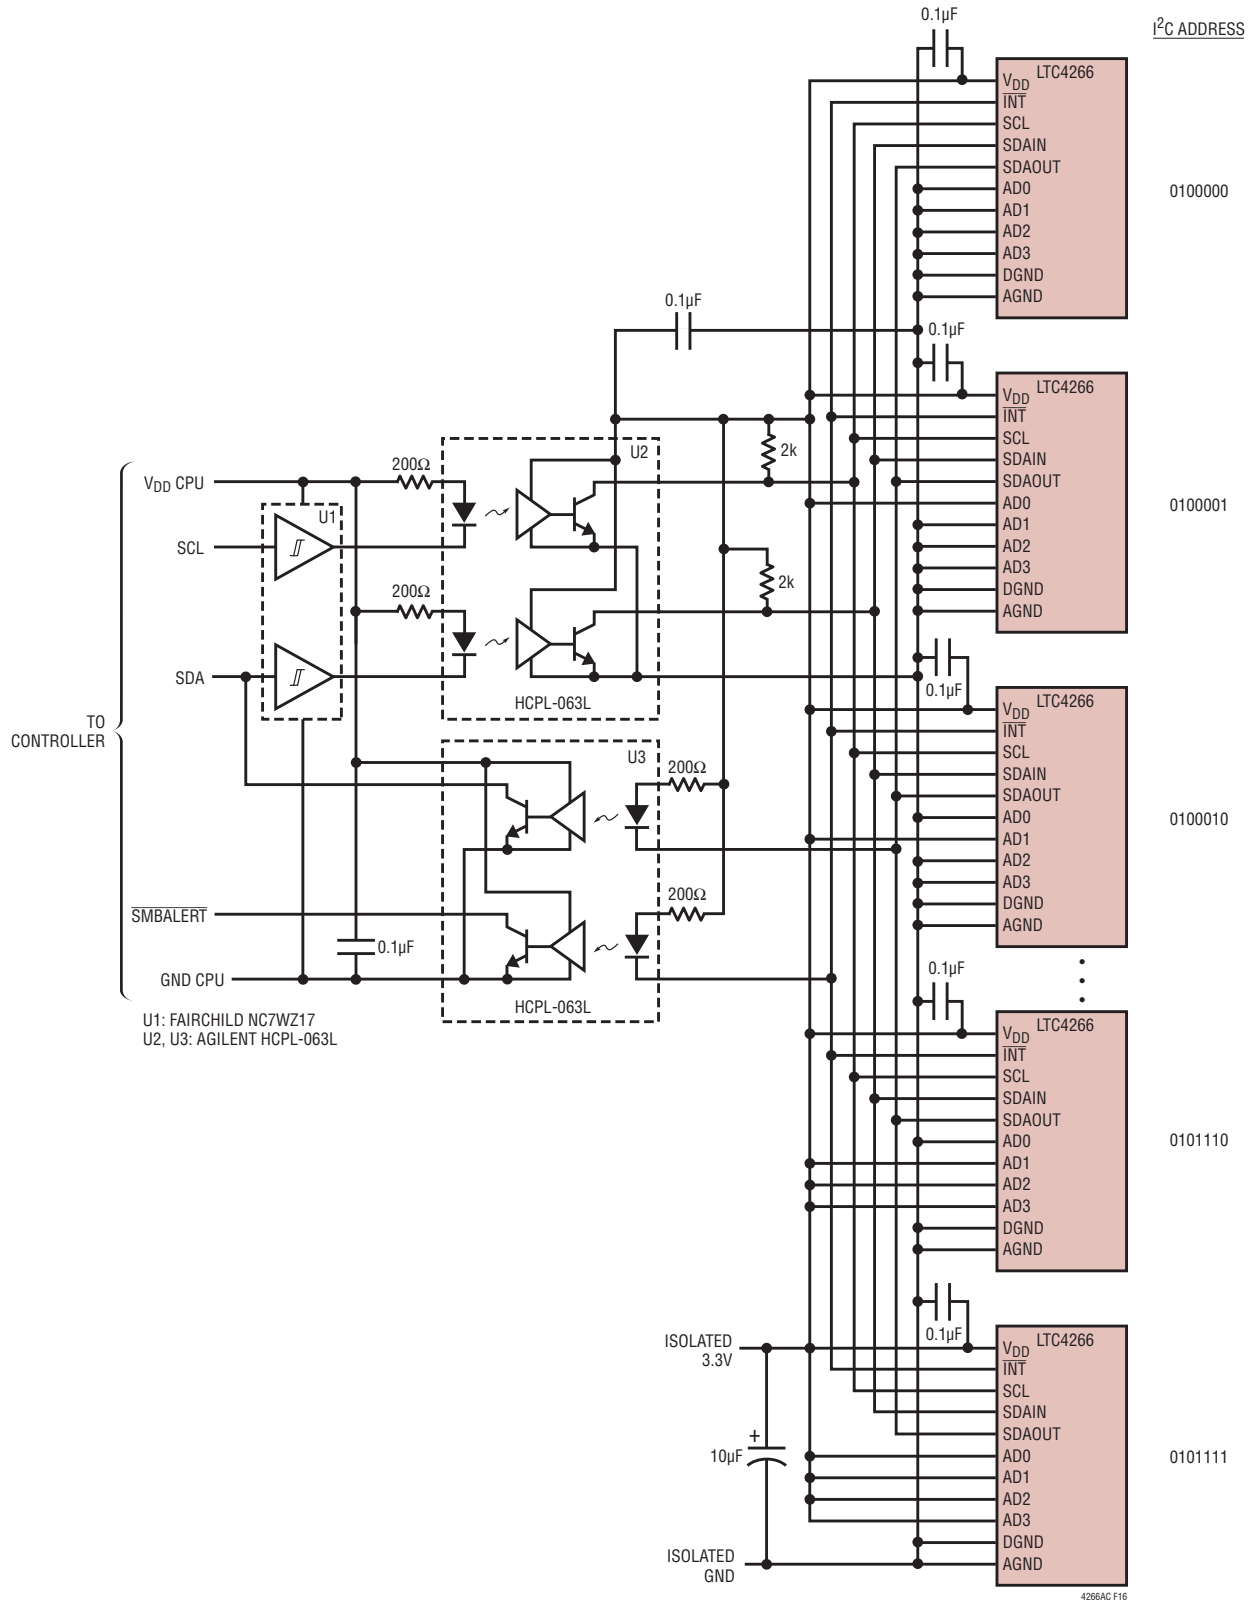 0.1µF
I2C ADDRESS
LTC4266
VDD
INT
SCL
SDAIN
SDAOUT
AD0
AD1
AD2
AD3
DGND
AGND
0100000
0.1µF
0.1µF
LTC4266
VDD
INT
SCL
SDAIN
SDAOUT
AD0
AD1
AD2
AD3
DGND
AGND
0100001
U2
2k
200Ω
VDD CPU
U1
SCL
200Ω
2k
SDA
HCPL-063L
TO
CONTROLLER
0.1µF
LTC4266
VDD
INT
SCL
SDAIN
SDAOUT
AD0
AD1
AD2
AD3
DGND
AGND
0100010
U3
200Ω
200Ω
SMBALERT
0.1µF
GND CPU
HCPL-063L
U1: FAIRCHILD NC7WZ17
U2, U3: AGILENT HCPL-063L
0.1µF
LTC4266
VDD
INT
SCL
SDAIN
SDAOUT
AD0
AD1
AD2
AD3
DGND
AGND
0101110
0.1µF
ISOLATED
3.3V
LTC4266
VDD
INT
SCL
SDAIN
SDAOUT
AD0
AD1
AD2
AD3
DGND
AGND
0101111
+
10µF
ISOLATED
GND
4266AC F16